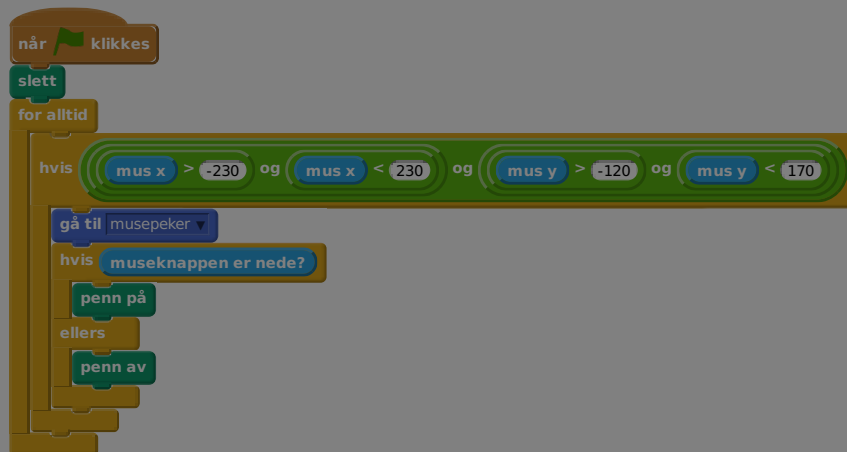 når klikkes
slett
for alltid
hvis mus x > -230 og mus x < 230 og mus y > -120 og mus y < 170
gå til musepeker ▼
hvis museknappen er nede?
penn på
ellers
penn av